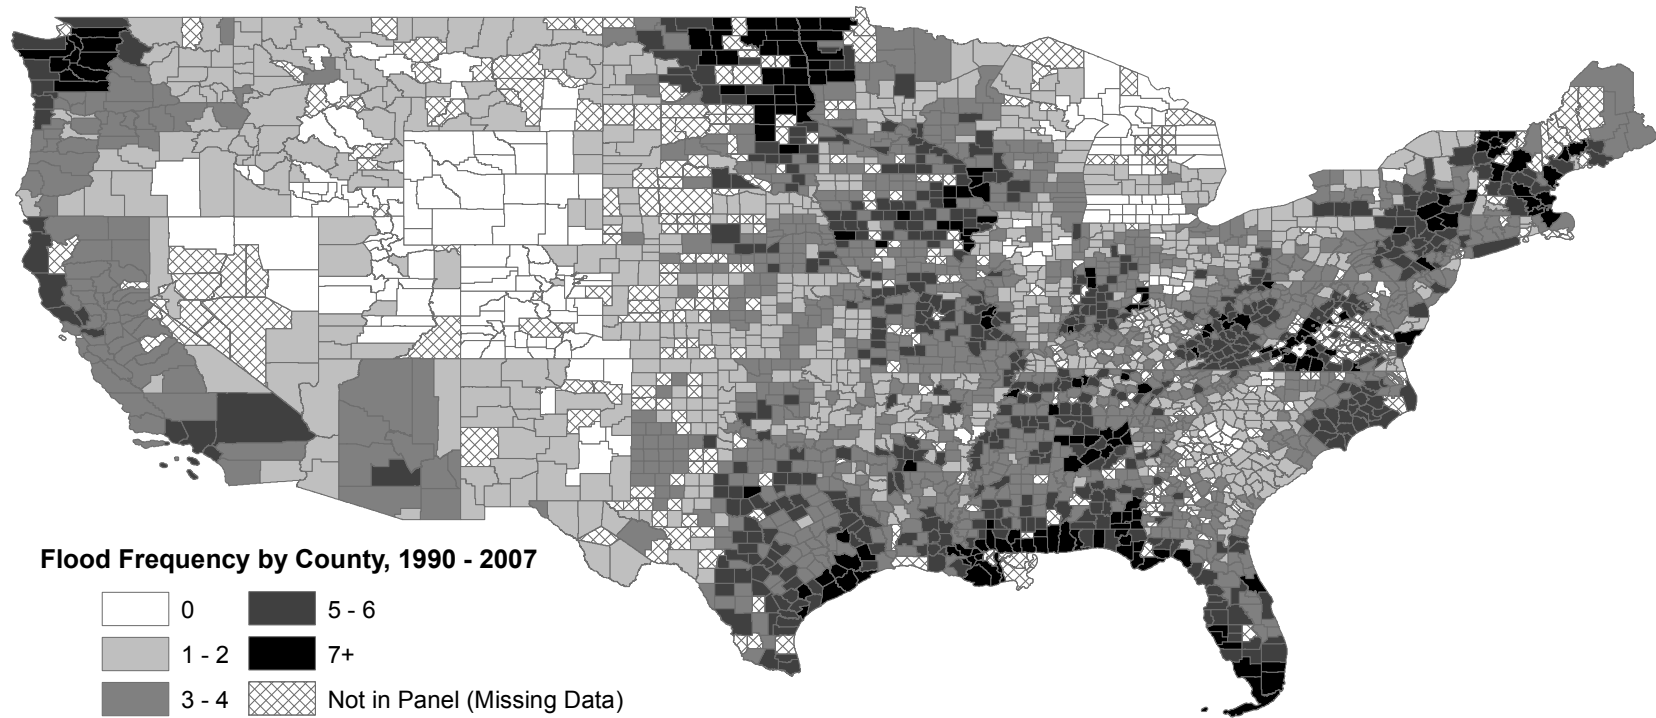 Flood Frequency by County, 1990 - 2007
0
5 - 6
1 - 2
7+
3 - 4
Not in Panel (Missing Data)